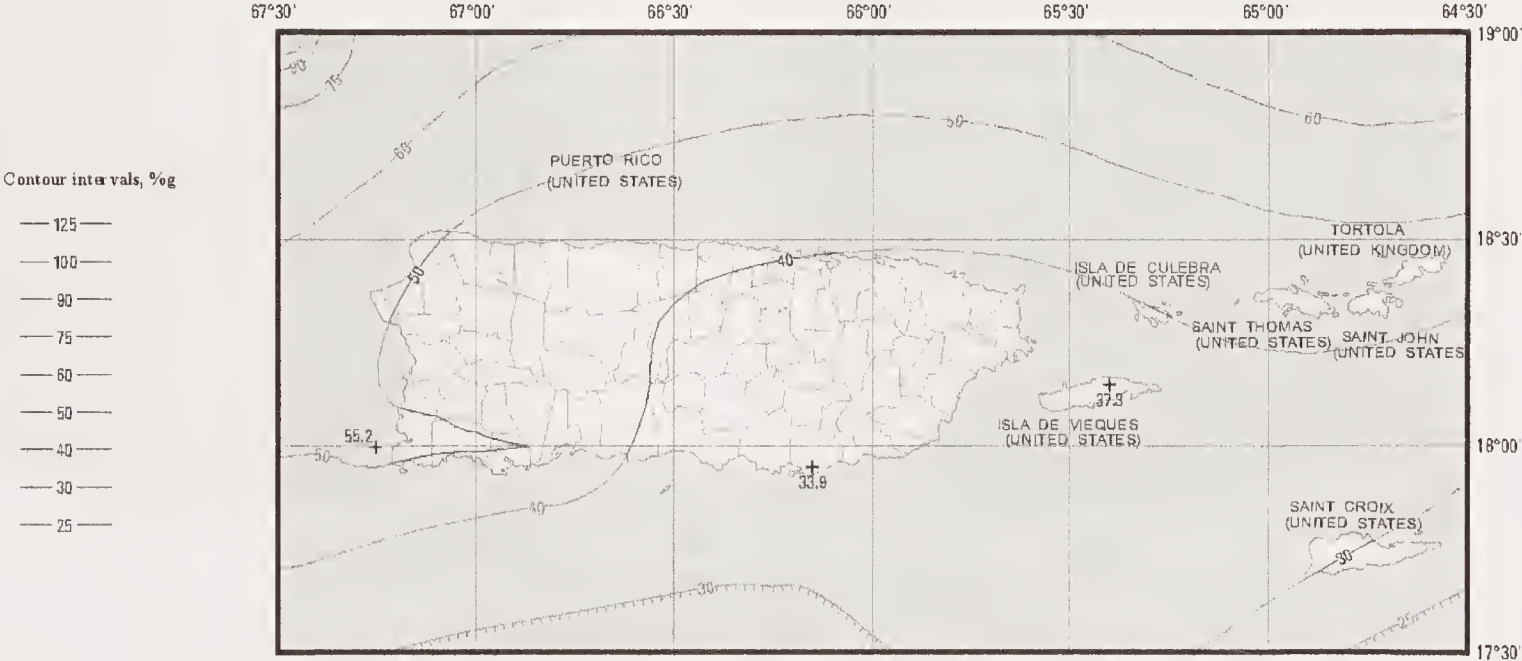 67°30' 67°00' 66°30' 66°00' 65°30' 65°00' 64°30'
19°00'
90
75
60
50
60
Contour intervals, %g
125
100
90
75
60
50
40
30
25
PUERTO RICO
(UNITED STATES)
TORTOLA
(UNITED KINGDOM)
18°30'
50
40
ISLA DE CULEBRA
(UNITED STATES)
SAINT THOMAS
(UNITED STATES)
SAINT JOHN
(UNITED STATES
37.3
ISLA DE VIEQUES
(UNITED STATES)
55.2
50
18°00'
33.9
40
SAINT CROIX
(UNITED STATES)
30
30
25
17°30'